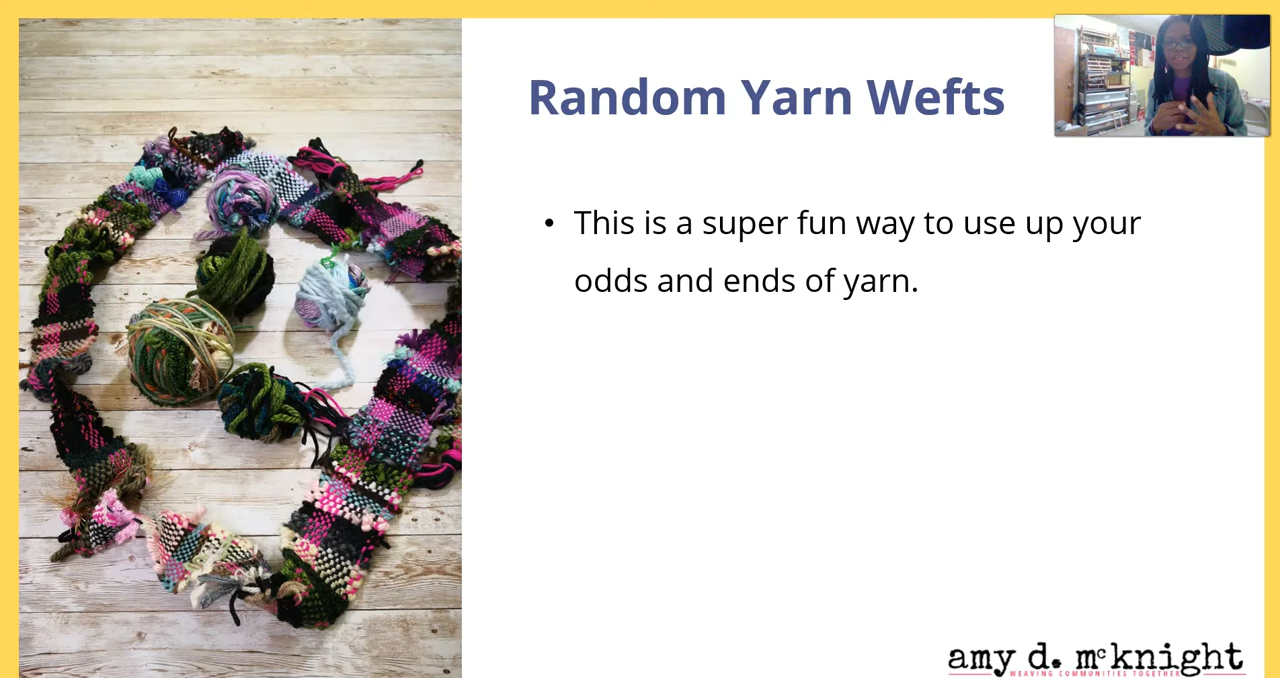 Random Yarn Wefts
• This is a super fun way to use up your
odds and ends of yarn.
amy d. mcknight
WEAVING COMMUNITIES TOGETHER